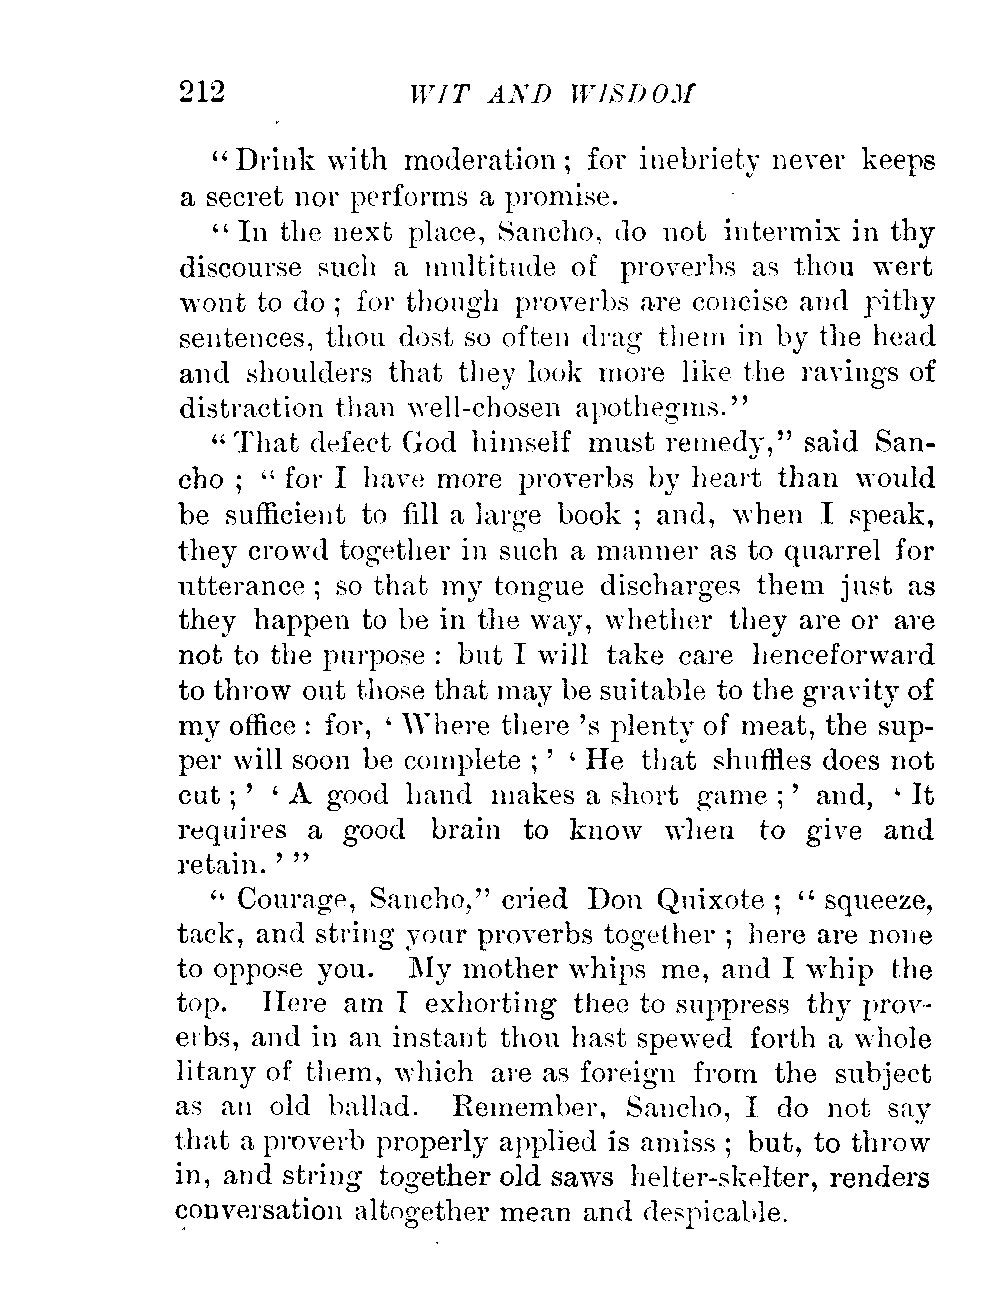 212 WIT AND WISDOM
“Drink with moderation; for inebriety never keeps
a secret nor performs a promise.
“In the next place, Sancho, do not intermix in thy
discourse such a multitude of proverbs as thou wert
wont to do; for though proverbs are concise and pithy
sentences, thou dost so often drag them in by the head
and shoulders that they look more like the ravings of
distraction than well-chosen apothegms.”
“That defect God himself must remedy,” said San-
cho; “for I have more proverbs by heart than would
be sufficient to fill a large book; and, when I speak,
they crowd together in such a manner as to quarrel for
utterance; so that my tongue discharges them just as
they happen to be in the way, whether they are or are
not to the purpose: but I will take care henceforward
to throw out those that may be suitable to the gravity of
my office: for, ‘Where there ’s plenty of meat, the sup-
per will soon be complete;’ ‘He that shuffles does not
cut;’ ‘A good hand makes a short game;’ and, ‘It
requires a good brain to know when to give and
retain.’”
“Courage, Sancho,” cried Don Quixote; “squeeze,
tack, and string your proverbs together; here are none
to oppose you. My mother whips me, and I whip the
top. Here am I exhorting thee to suppress thy prov-
erbs, and in an instant thou hast spewed forth a whole
litany of them, which are as foreign from the subject
as an old ballad. Remember, Sancho, I do not say
that a proverb properly applied is amiss; but, to throw
in, and string together old saws helter-skelter, renders
conversation altogether mean and despicable.